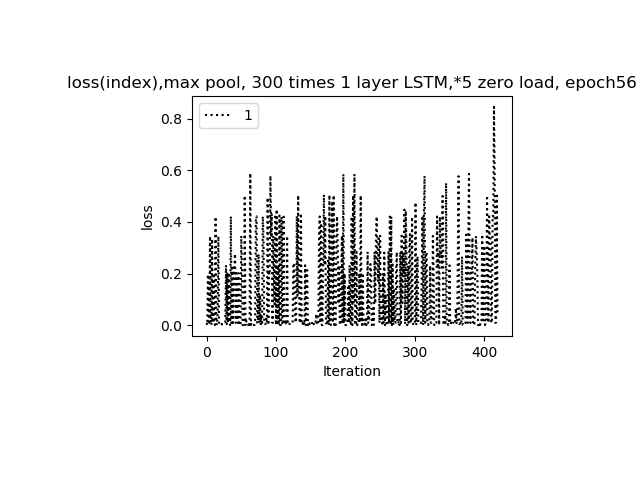 loss(index),max pool, 300 times 1 layer LSTM,*5 zero load, epoch56
1
0.8
0.6
0.4
0.2
0.0
loss
0 100 200 300 400
Iteration